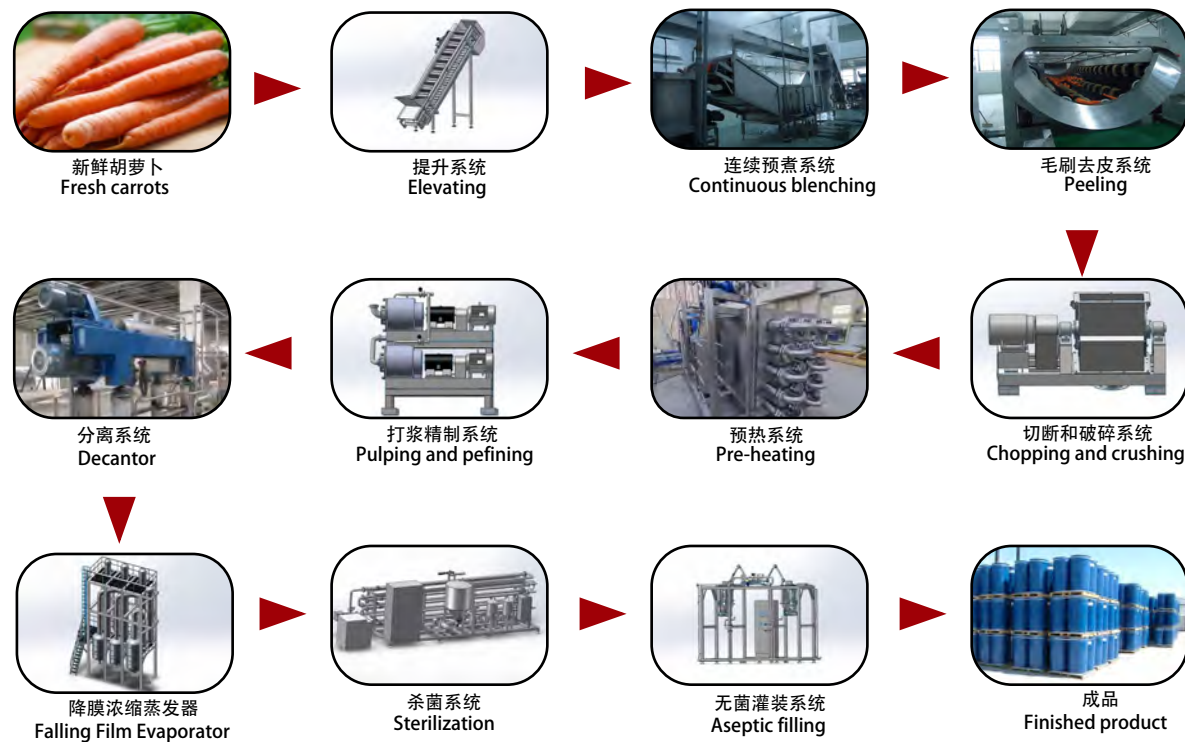 新鲜胡萝卜
Fresh carrots
提升系统
Elevating
连续预煮系统
Continuous blenching
毛刷去皮系统
Peeling
分离系统
Decantor
打浆精制系统
Pulping and pefining
预热系统
Pre-heating
切断和破碎系统
Chopping and crushing
降膜浓缩蒸发器
Falling Film Evaporator
杀菌系统
Sterilization
无菌灌装系统
Aseptic filling
成品
Finished product